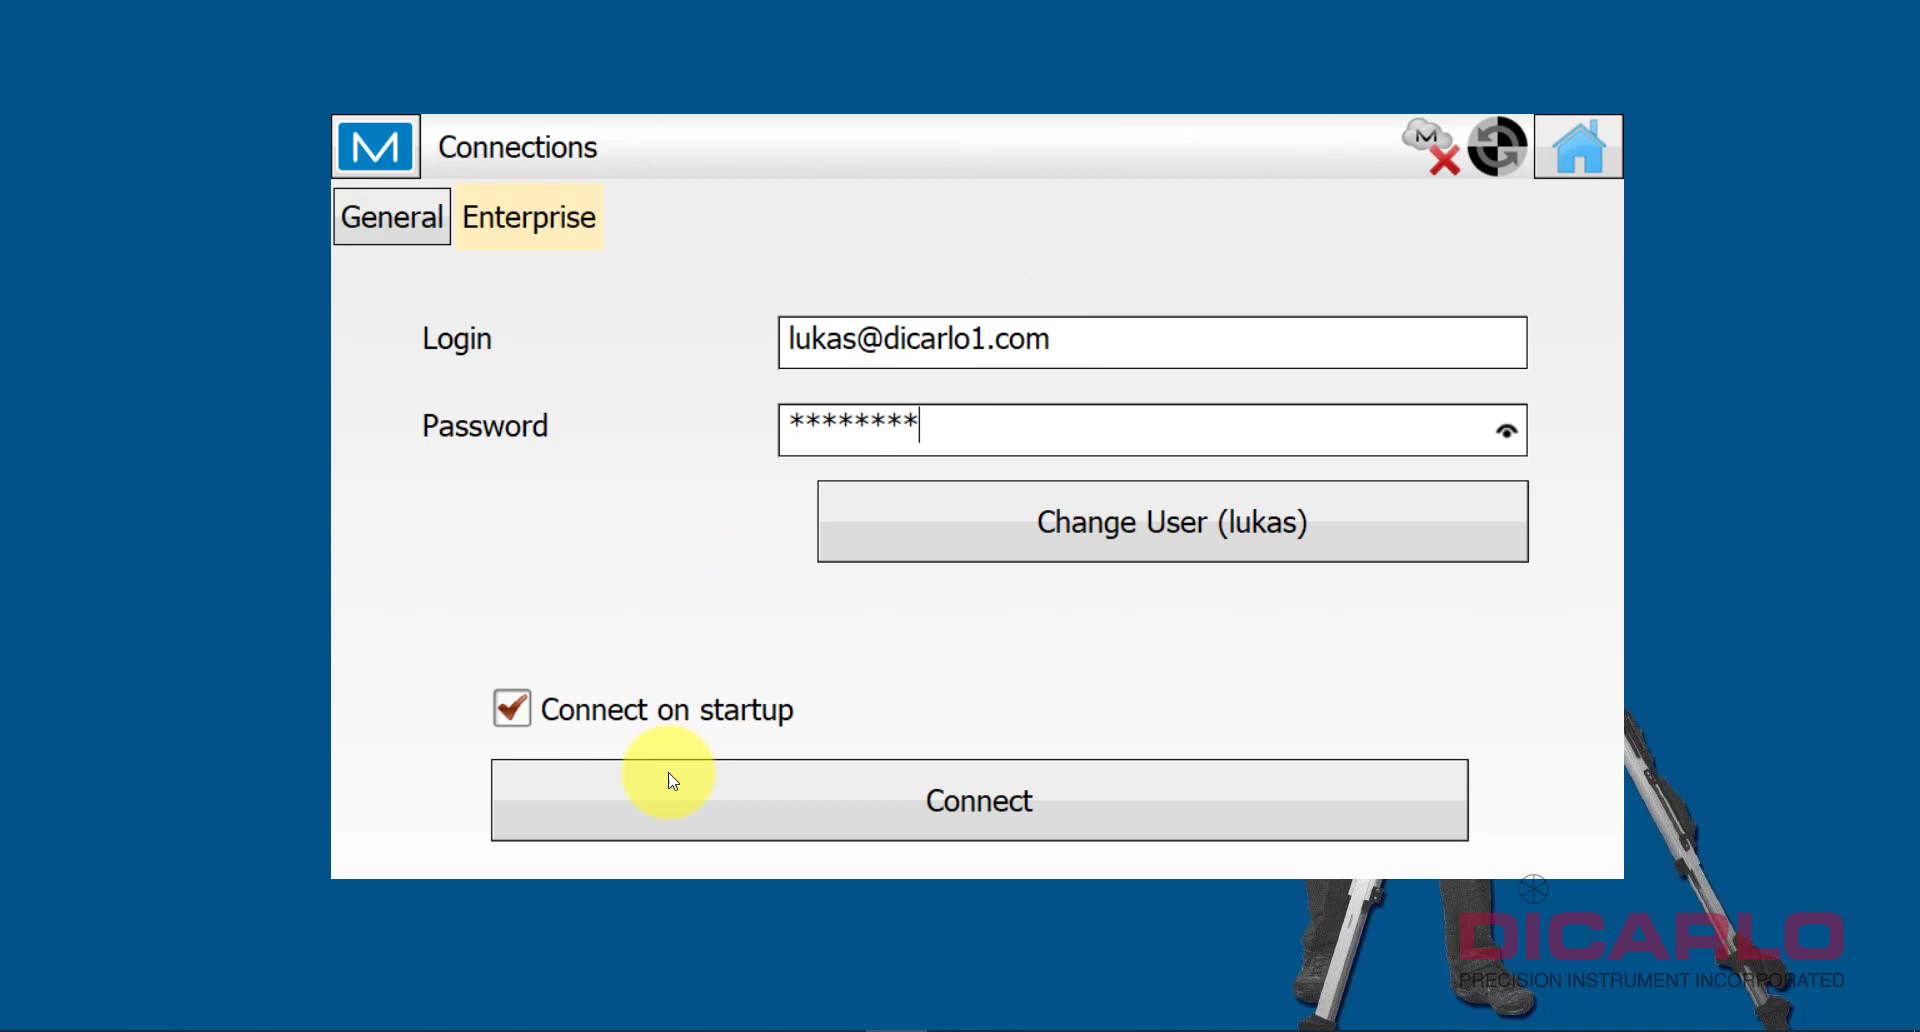 M Connections M
General Enterprise
Login lukas@dicarlo1.com
Password ********
Change User (lukas)
Connect on startup
Connect
DICARLO
PRECISION INSTRUMENT INCORPORATED